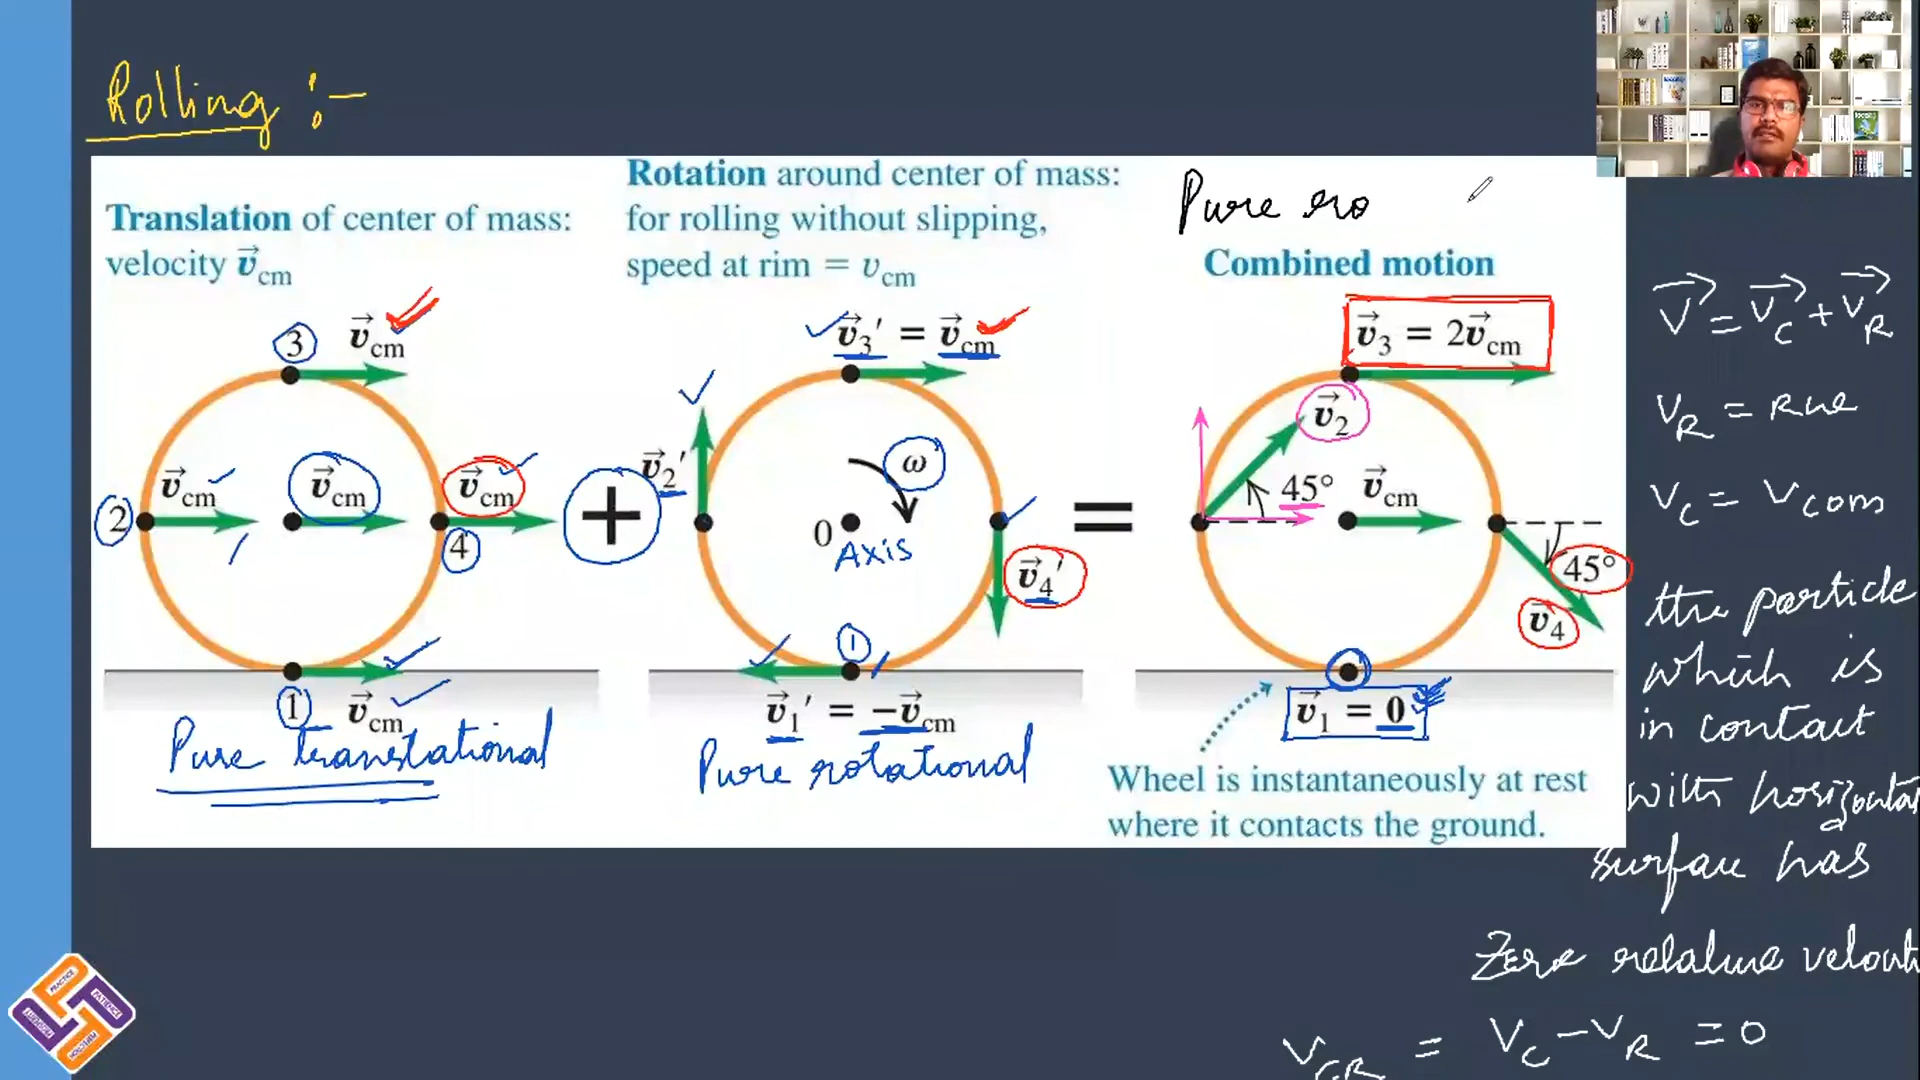 Rolling :-
Translation of center of mass:
velocity v⃗cm
Rotation around center of mass:
for rolling without slipping,
speed at rim = vcm
Pure ro
Combined motion
3
v⃗cm
2
v⃗cm
v⃗cm
v⃗cm
4
1
v⃗cm
Pure translational
+
v⃗3′ = v⃗cm
v⃗2′
ω
0
Axis
v⃗4′
1
v⃗1′ = −v⃗cm
Pure rotational
=
v⃗3 = 2v⃗cm
v⃗2
45°
v⃗cm
45°
v⃗4
v⃗1 = 0
Wheel is instantaneously at rest
where it contacts the ground.
V⃗ = V⃗C + V⃗R
VR = Rω
VC = Vcom
the particle
which is
in contact
with horizontal
surface has
Zero relative velocit
VCR = VC − VR = 0
PRACTICE
PATIENCE